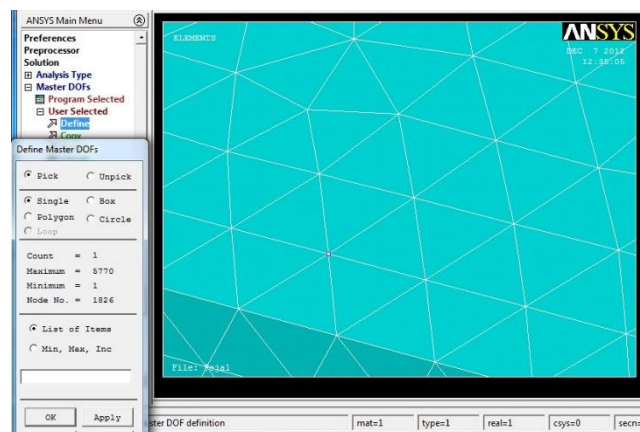 ANSYS Main Menu
Preferences
Preprocessor
Solution
Analysis Type
Master DOFs
Program Selected
User Selected
Define
Copy
Define Master DOFs
Pick Unpick
Single Box
Polygon Circle
Loop
Count = 1
Maximum = 5770
Minimum = 1
Node No. = 1826
List of Items
Min, Max, Inc
OK Apply
ELEMENTS
ANSYS
DEC 7 2012
File:
ster DOF definition
mat=1
type=1
real=1
csys=0
secn=